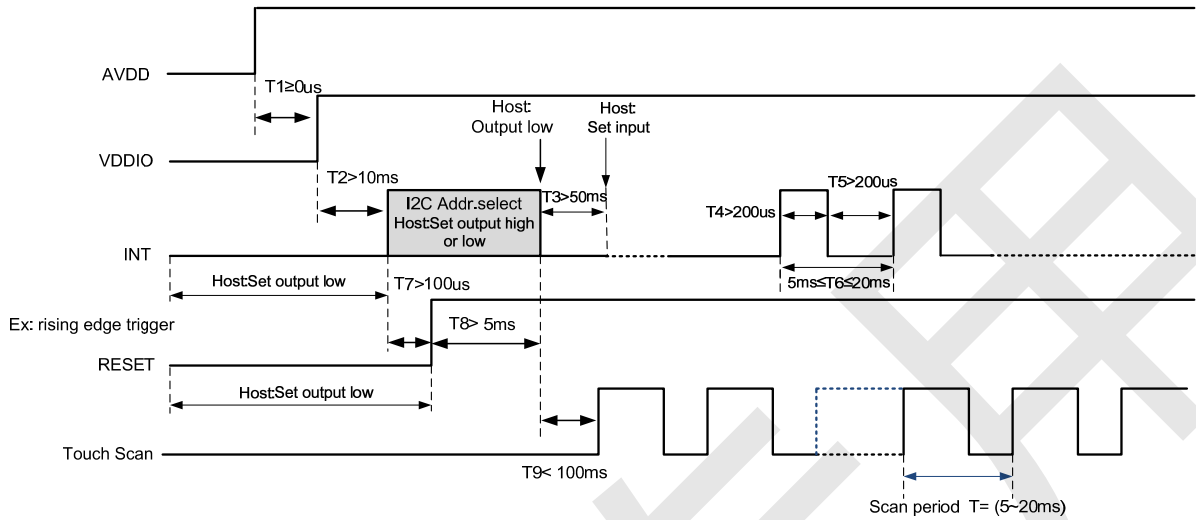 AVDD
T1≥0us
VDDIO
Host:
Output low
Host:
Set input
T2>10ms
I2C Addr.select
Host:Set output high
or low
T3>50ms
T4>200us
T5>200us
INT
5ms≤T6≤20ms
Host:Set output low
T7>100us
Ex: rising edge trigger
T8> 5ms
RESET
Host:Set output low
Touch Scan
T9< 100ms
Scan period T= (5~20ms)